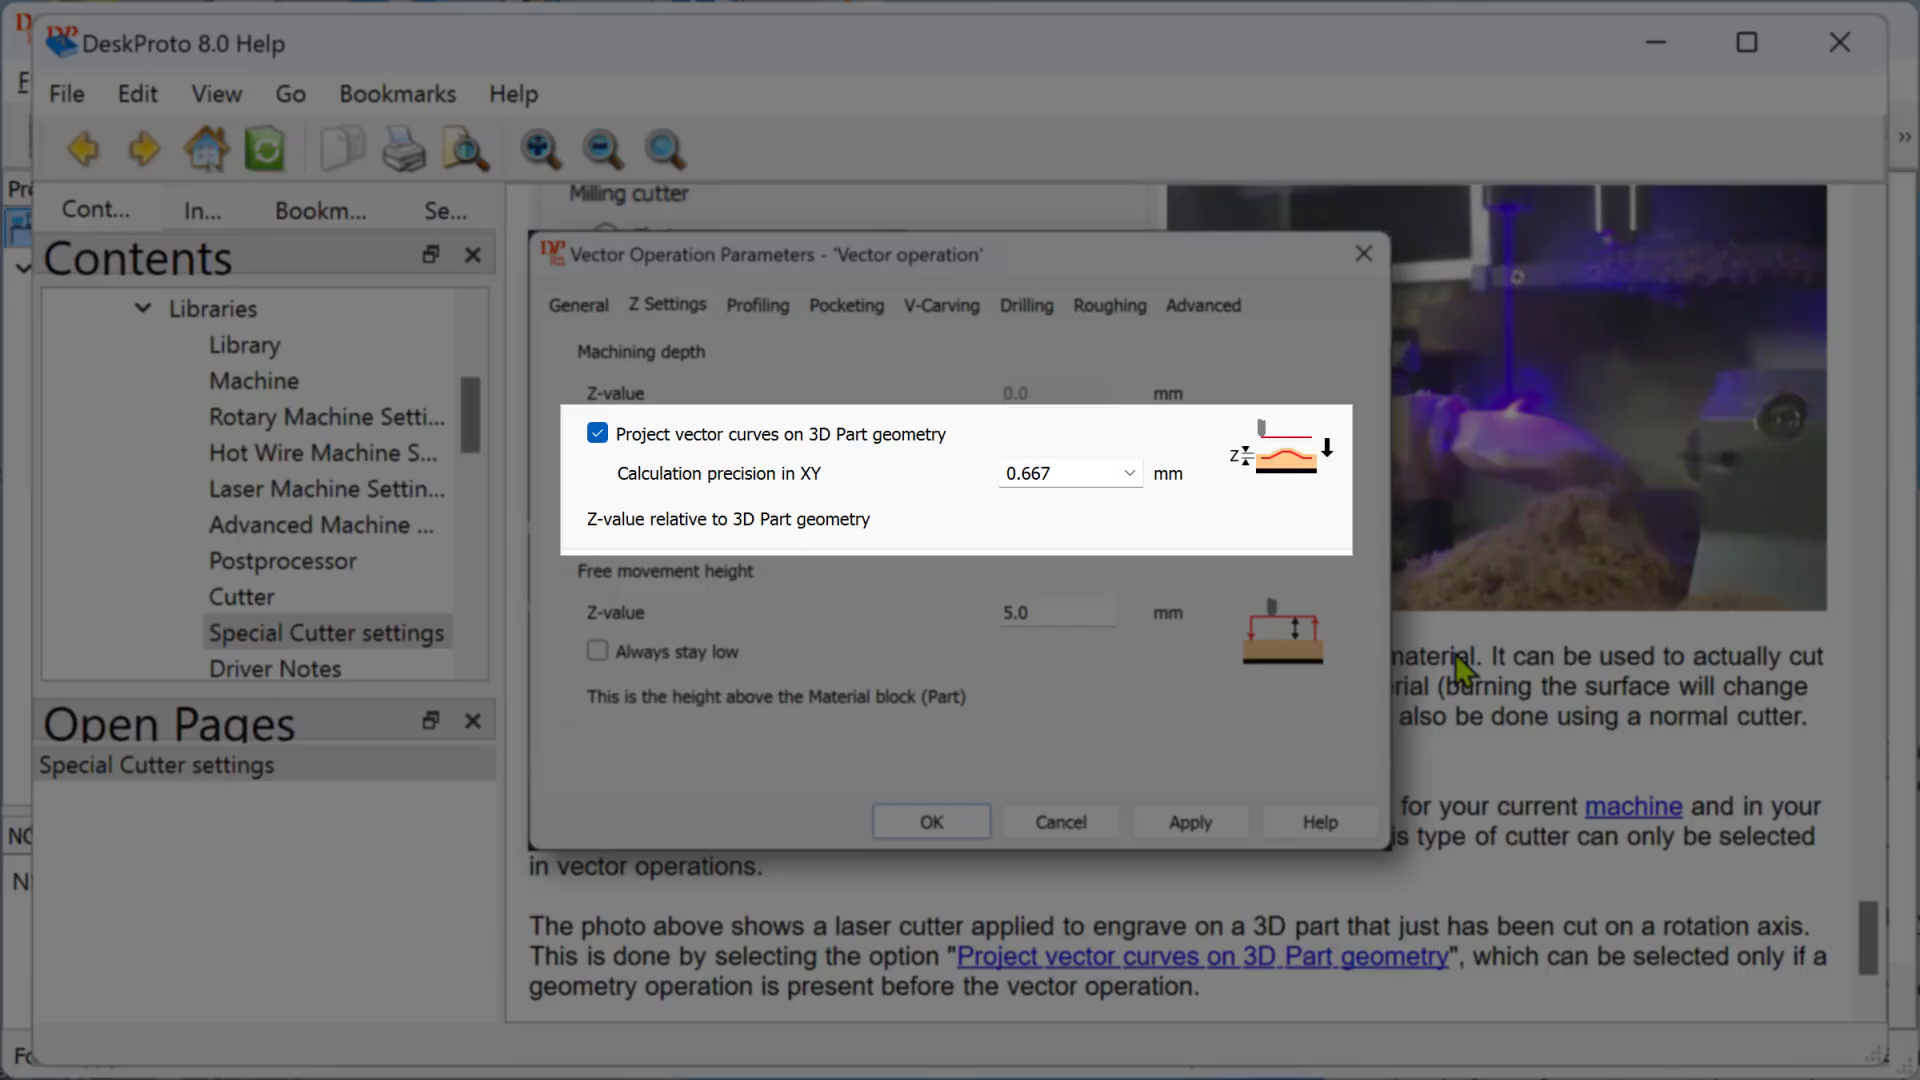 DeskProto 8.0 Help
File Edit View Go Bookmarks Help
Cont... In... Bookm... Se...
Contents
Libraries
Library
Machine
Rotary Machine Setti...
Hot Wire Machine S...
Laser Machine Settin...
Advanced Machine ...
Postprocessor
Cutter
Special Cutter settings
Driver Notes
Open Pages
Special Cutter settings
Milling cutter
Vector Operation Parameters - 'Vector operation'
General Z Settings Profiling Pocketing V-Carving Drilling Roughing Advanced
Machining depth
Z-value 0.0 mm
Project vector curves on 3D Part geometry
Calculation precision in XY 0.667 mm
Z
Z-value relative to 3D Part geometry
Free movement height
Z-value 5.0 mm
Always stay low
This is the height above the Material block (Part)
OK Cancel Apply Help
material. It can be used to actually cut
rial (burning the surface will change
also be done using a normal cutter.
for your current machine and in your
is type of cutter can only be selected
in vector operations.
The photo above shows a laser cutter applied to engrave on a 3D part that just has been cut on a rotation axis.
This is done by selecting the option "Project vector curves on 3D Part geometry", which can be selected only if a
geometry operation is present before the vector operation.